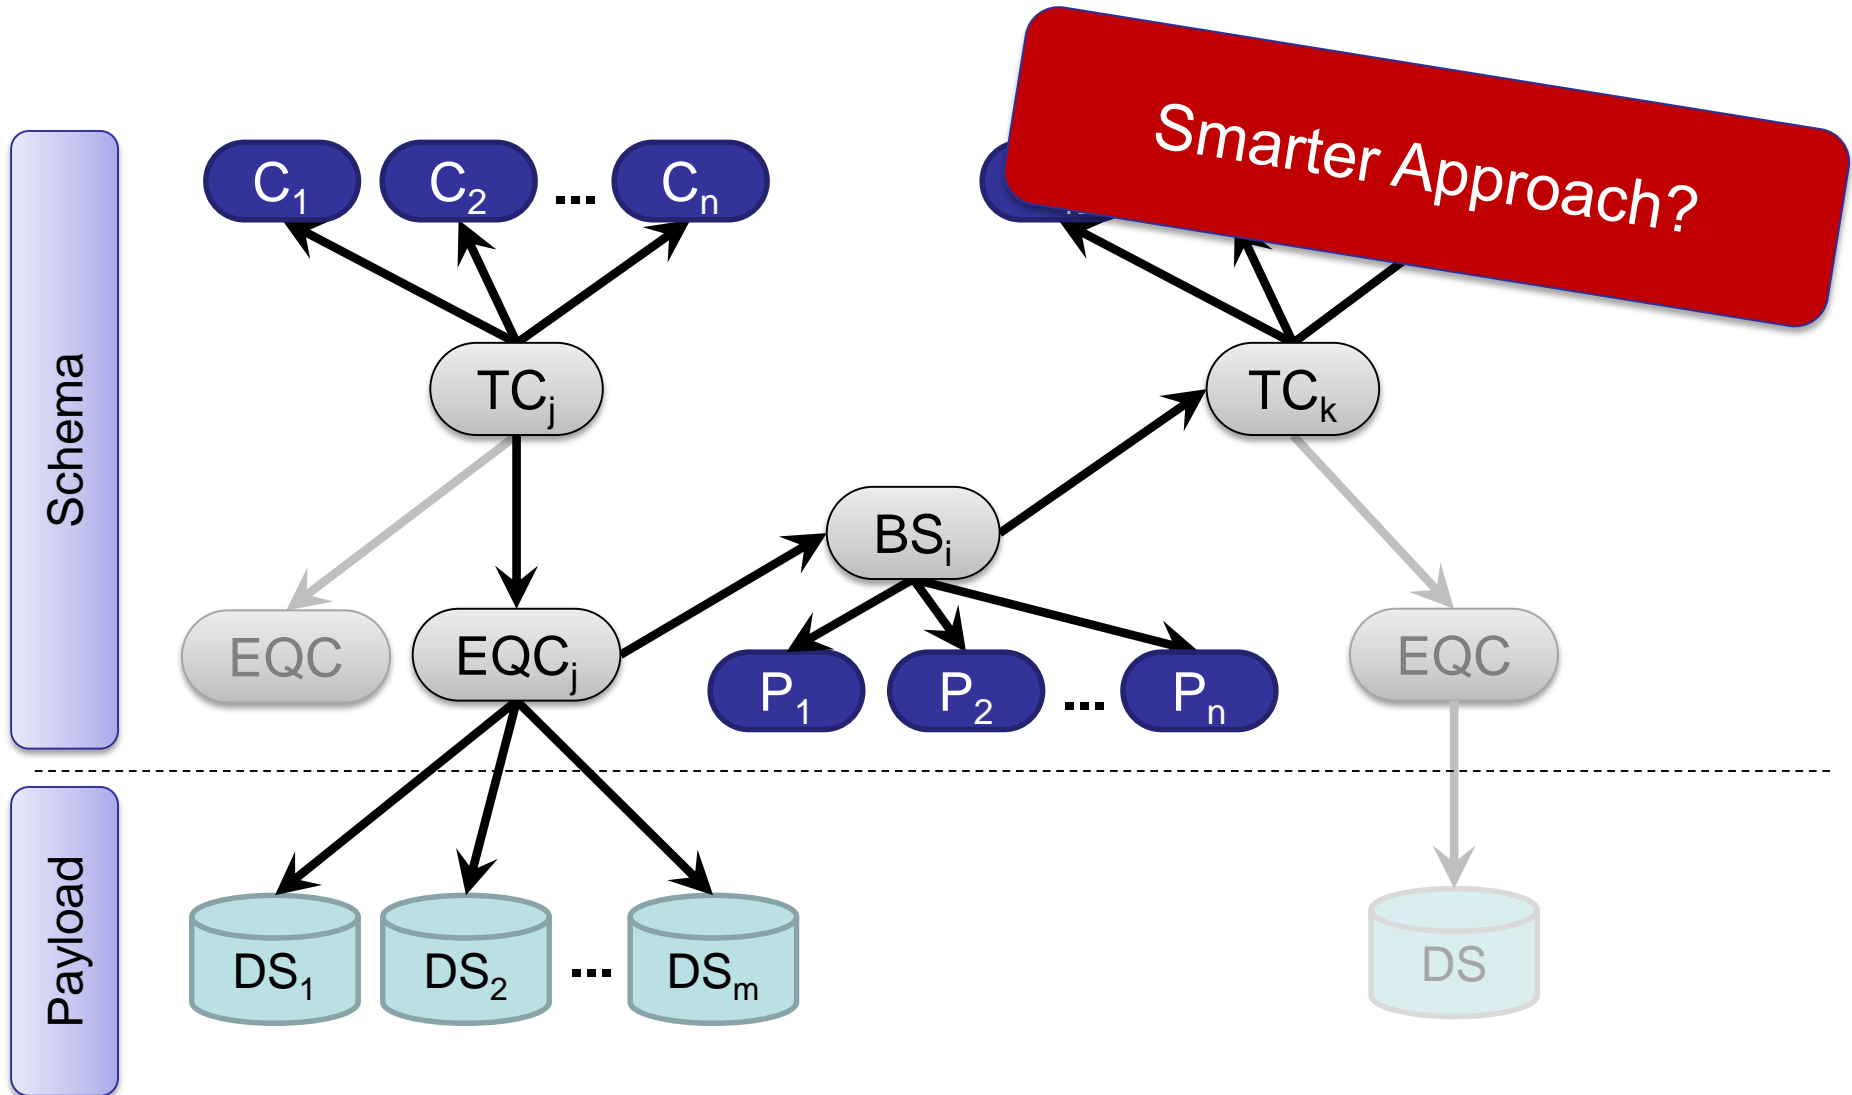 Smarter Approach?
Schema
C1
C2
...
Cn
TCj
TCk
BSi
EQC
EQCj
EQC
P1
P2
...
Pn
Payload
DS1
DS2
...
DSm
DS